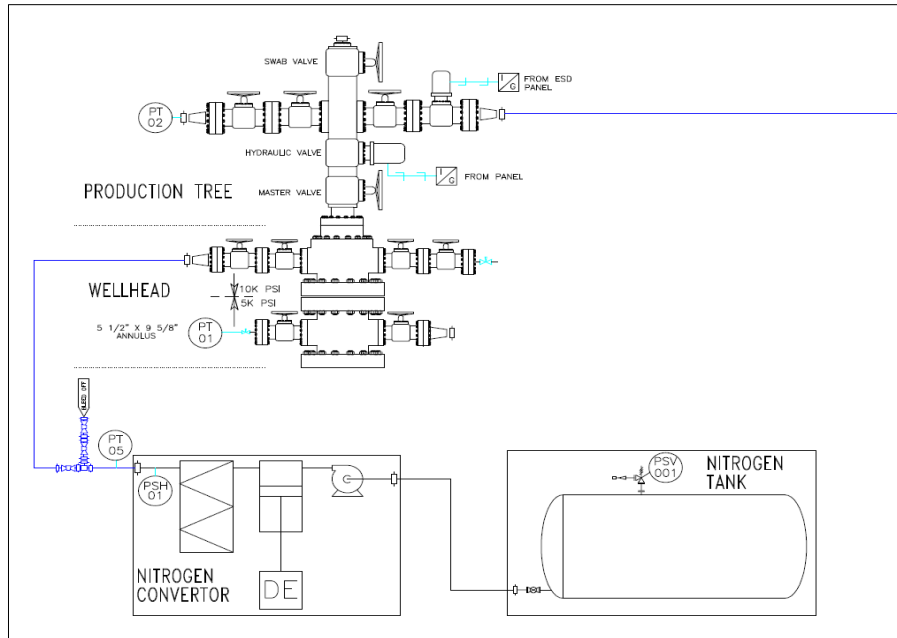 SWAB VALVE
I/G
FROM ESD
PANEL
PT
02
HYDRAULIC VALVE
I/G
FROM PANEL
PRODUCTION TREE
MASTER VALVE
WELLHEAD
10K PSI
5K PSI
5 1/2" X 9 5/8"
ANNULUS
PT
01
BLEED OFF
PT
05
PSH
01
PSV
001
NITROGEN
TANK
NITROGEN
CONVERTOR
DE